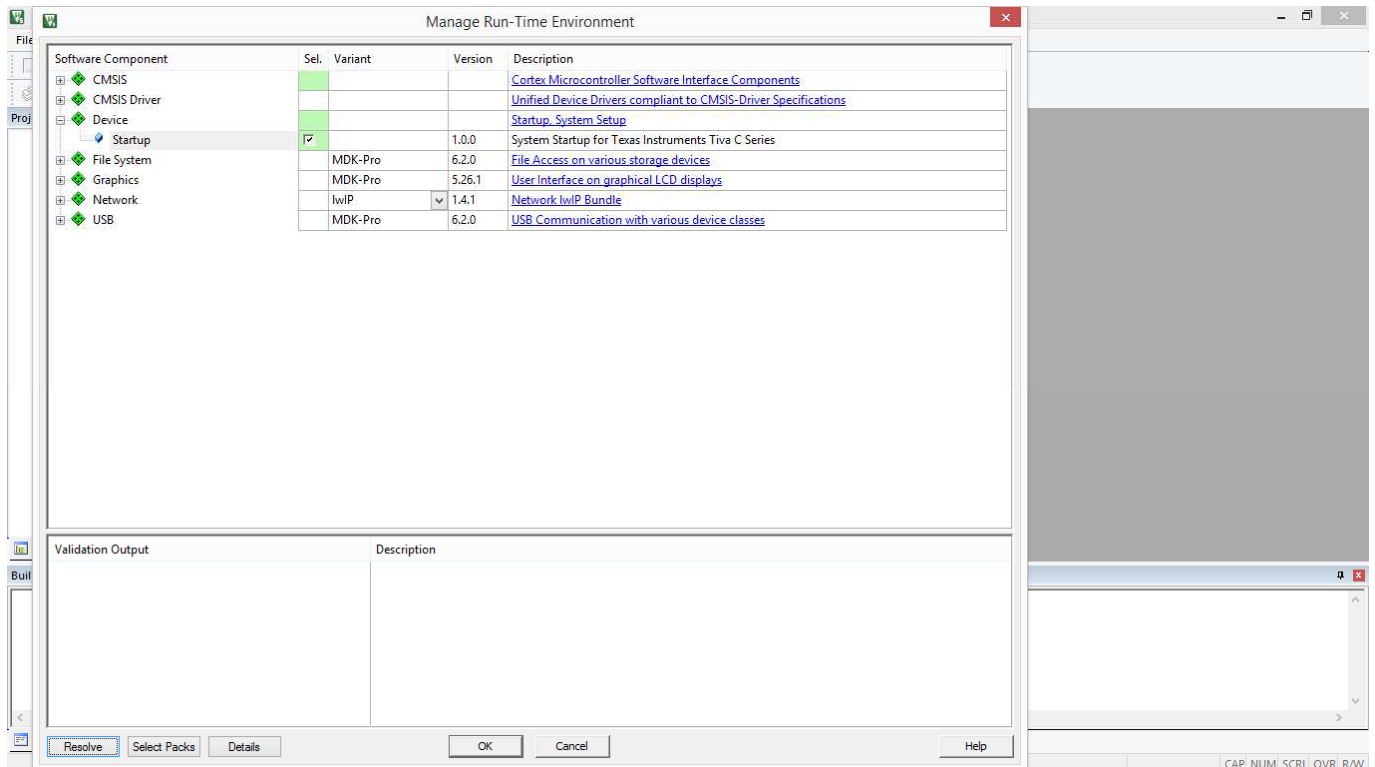 Manage Run-Time Environment
File
Software Component Sel. Variant Version Description
CMSIS Cortex Microcontroller Software Interface Components
CMSIS Driver Unified Device Drivers compliant to CMSIS-Driver Specifications
Proj
Device Startup, System Setup
Startup 1.0.0 System Startup for Texas Instruments Tiva C Series
File System MDK-Pro 6.2.0 File Access on various storage devices
Graphics MDK-Pro 5.26.1 User Interface on graphical LCD displays
Network lwIP 1.4.1 Network lwIP Bundle
USB MDK-Pro 6.2.0 USB Communication with various device classes
Validation Output Description
Buil
Resolve Select Packs Details OK Cancel Help
CAP NUM SCRL OVR R/W